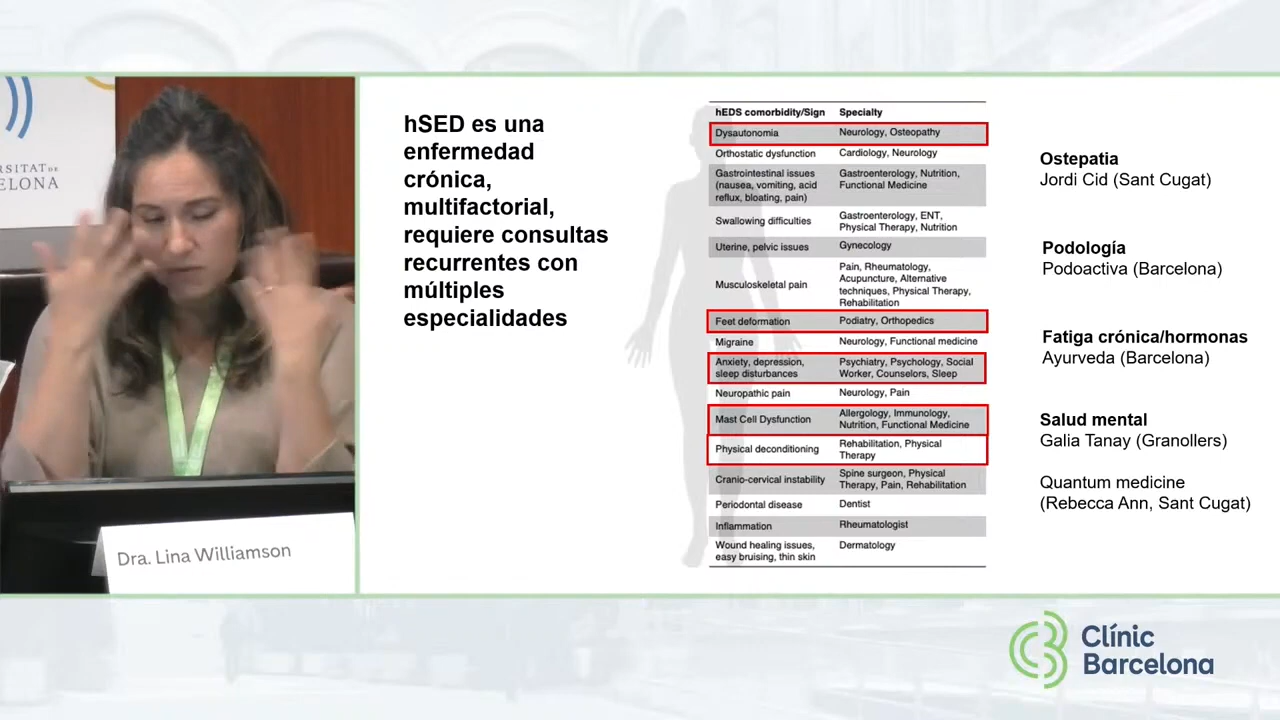 ERSITAT DE
CELONA
Dra. Lina Williamson
hSED es una
enfermedad
crónica,
multifactorial,
requiere consultas
recurrentes con
múltiples
especialidades
hEDS comorbidity/Sign Specialty
Dysautonomia Neurology, Osteopathy
Orthostatic dysfunction Cardiology, Neurology
Gastrointestinal issues Gastroenterology, Nutrition,
(nausea, vomiting, acid Functional Medicine
reflux, bloating, pain)
Swallowing difficulties Gastroenterology, ENT,
Physical Therapy, Nutrition
Uterine, pelvic issues Gynecology
Musculoskeletal pain Pain, Rheumatology,
Acupuncture, Alternative
techniques, Physical Therapy,
Rehabilitation
Feet deformation Podiatry, Orthopedics
Migraine Neurology, Functional medicine
Anxiety, depression, Psychiatry, Psychology, Social
sleep disturbances Worker, Counselors, Sleep
Neuropathic pain Neurology, Pain
Mast Cell Dysfunction Allergology, Immunology,
Nutrition, Functional Medicine
Physical deconditioning Rehabilitation, Physical
Therapy
Cranio-cervical instability Spine surgeon, Physical
Therapy, Pain, Rehabilitation
Periodontal disease Dentist
Inflammation Rheumatologist
Wound healing issues, Dermatology
easy bruising, thin skin
Ostepatia
Jordi Cid (Sant Cugat)
Podología
Podoactiva (Barcelona)
Fatiga crónica/hormonas
Ayurveda (Barcelona)
Salud mental
Galia Tanay (Granollers)
Quantum medicine
(Rebecca Ann, Sant Cugat)
Clínic
Barcelona